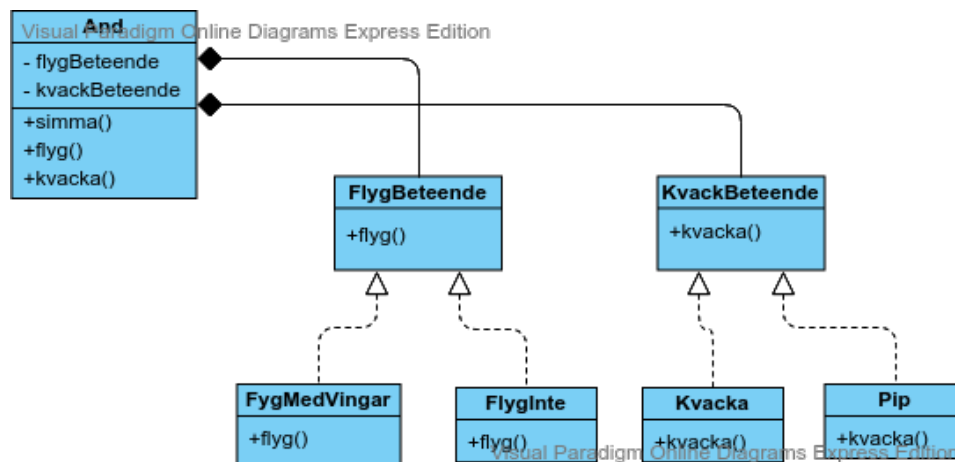 And
Visual Paradigm Online Diagrams Express Edition
- flygBeteende
- kvackBeteende
+simma()
+flyg()
+kvacka()
FlygBeteende
+flyg()
KvackBeteende
+kvacka()
FygMedVingar
+flyg()
FlygInte
+flyg()
Kvacka
+kvacka()
Pip
+kvacka()
Visual Paradigm Online Diagrams Express Edition